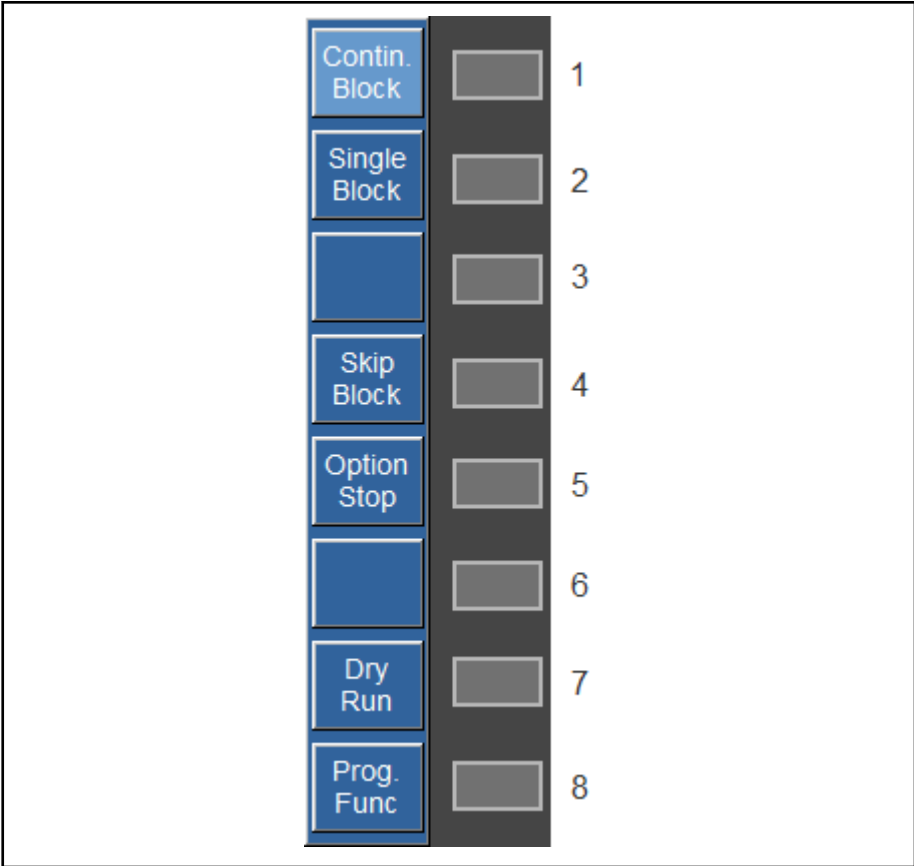 Contin.
Block
1
Single
Block
2
3
Skip
Block
4
Option
Stop
5
6
Dry
Run
7
Prog.
Func
8